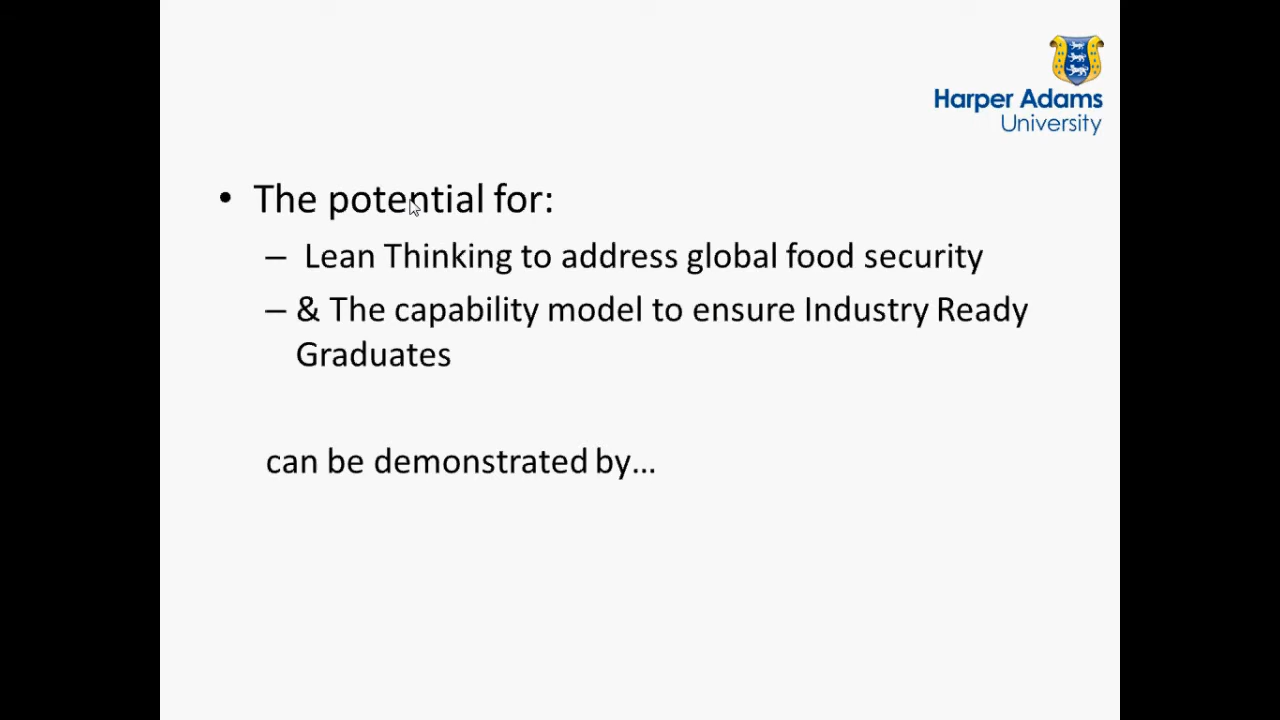 Harper Adams
University
• The potential for:
– Lean Thinking to address global food security
– & The capability model to ensure Industry Ready
Graduates
can be demonstrated by...